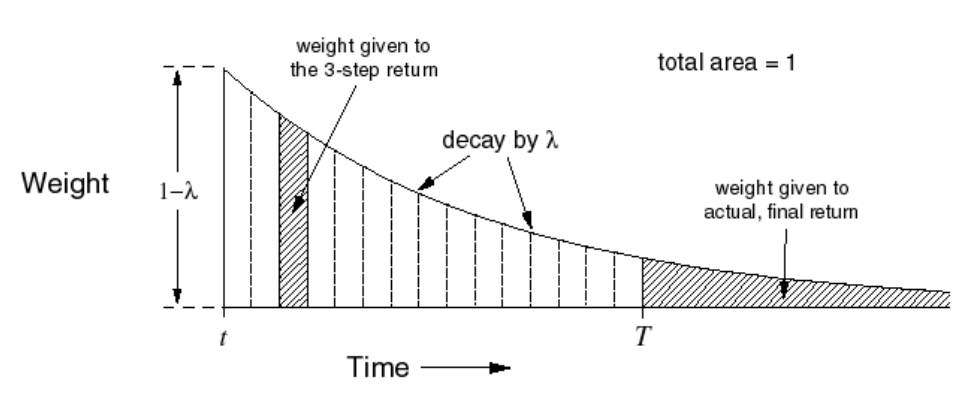 weight given to
the 3-step return
total area = 1
decay by λ
Weight
1−λ
weight given to
actual, final return
t
T
Time